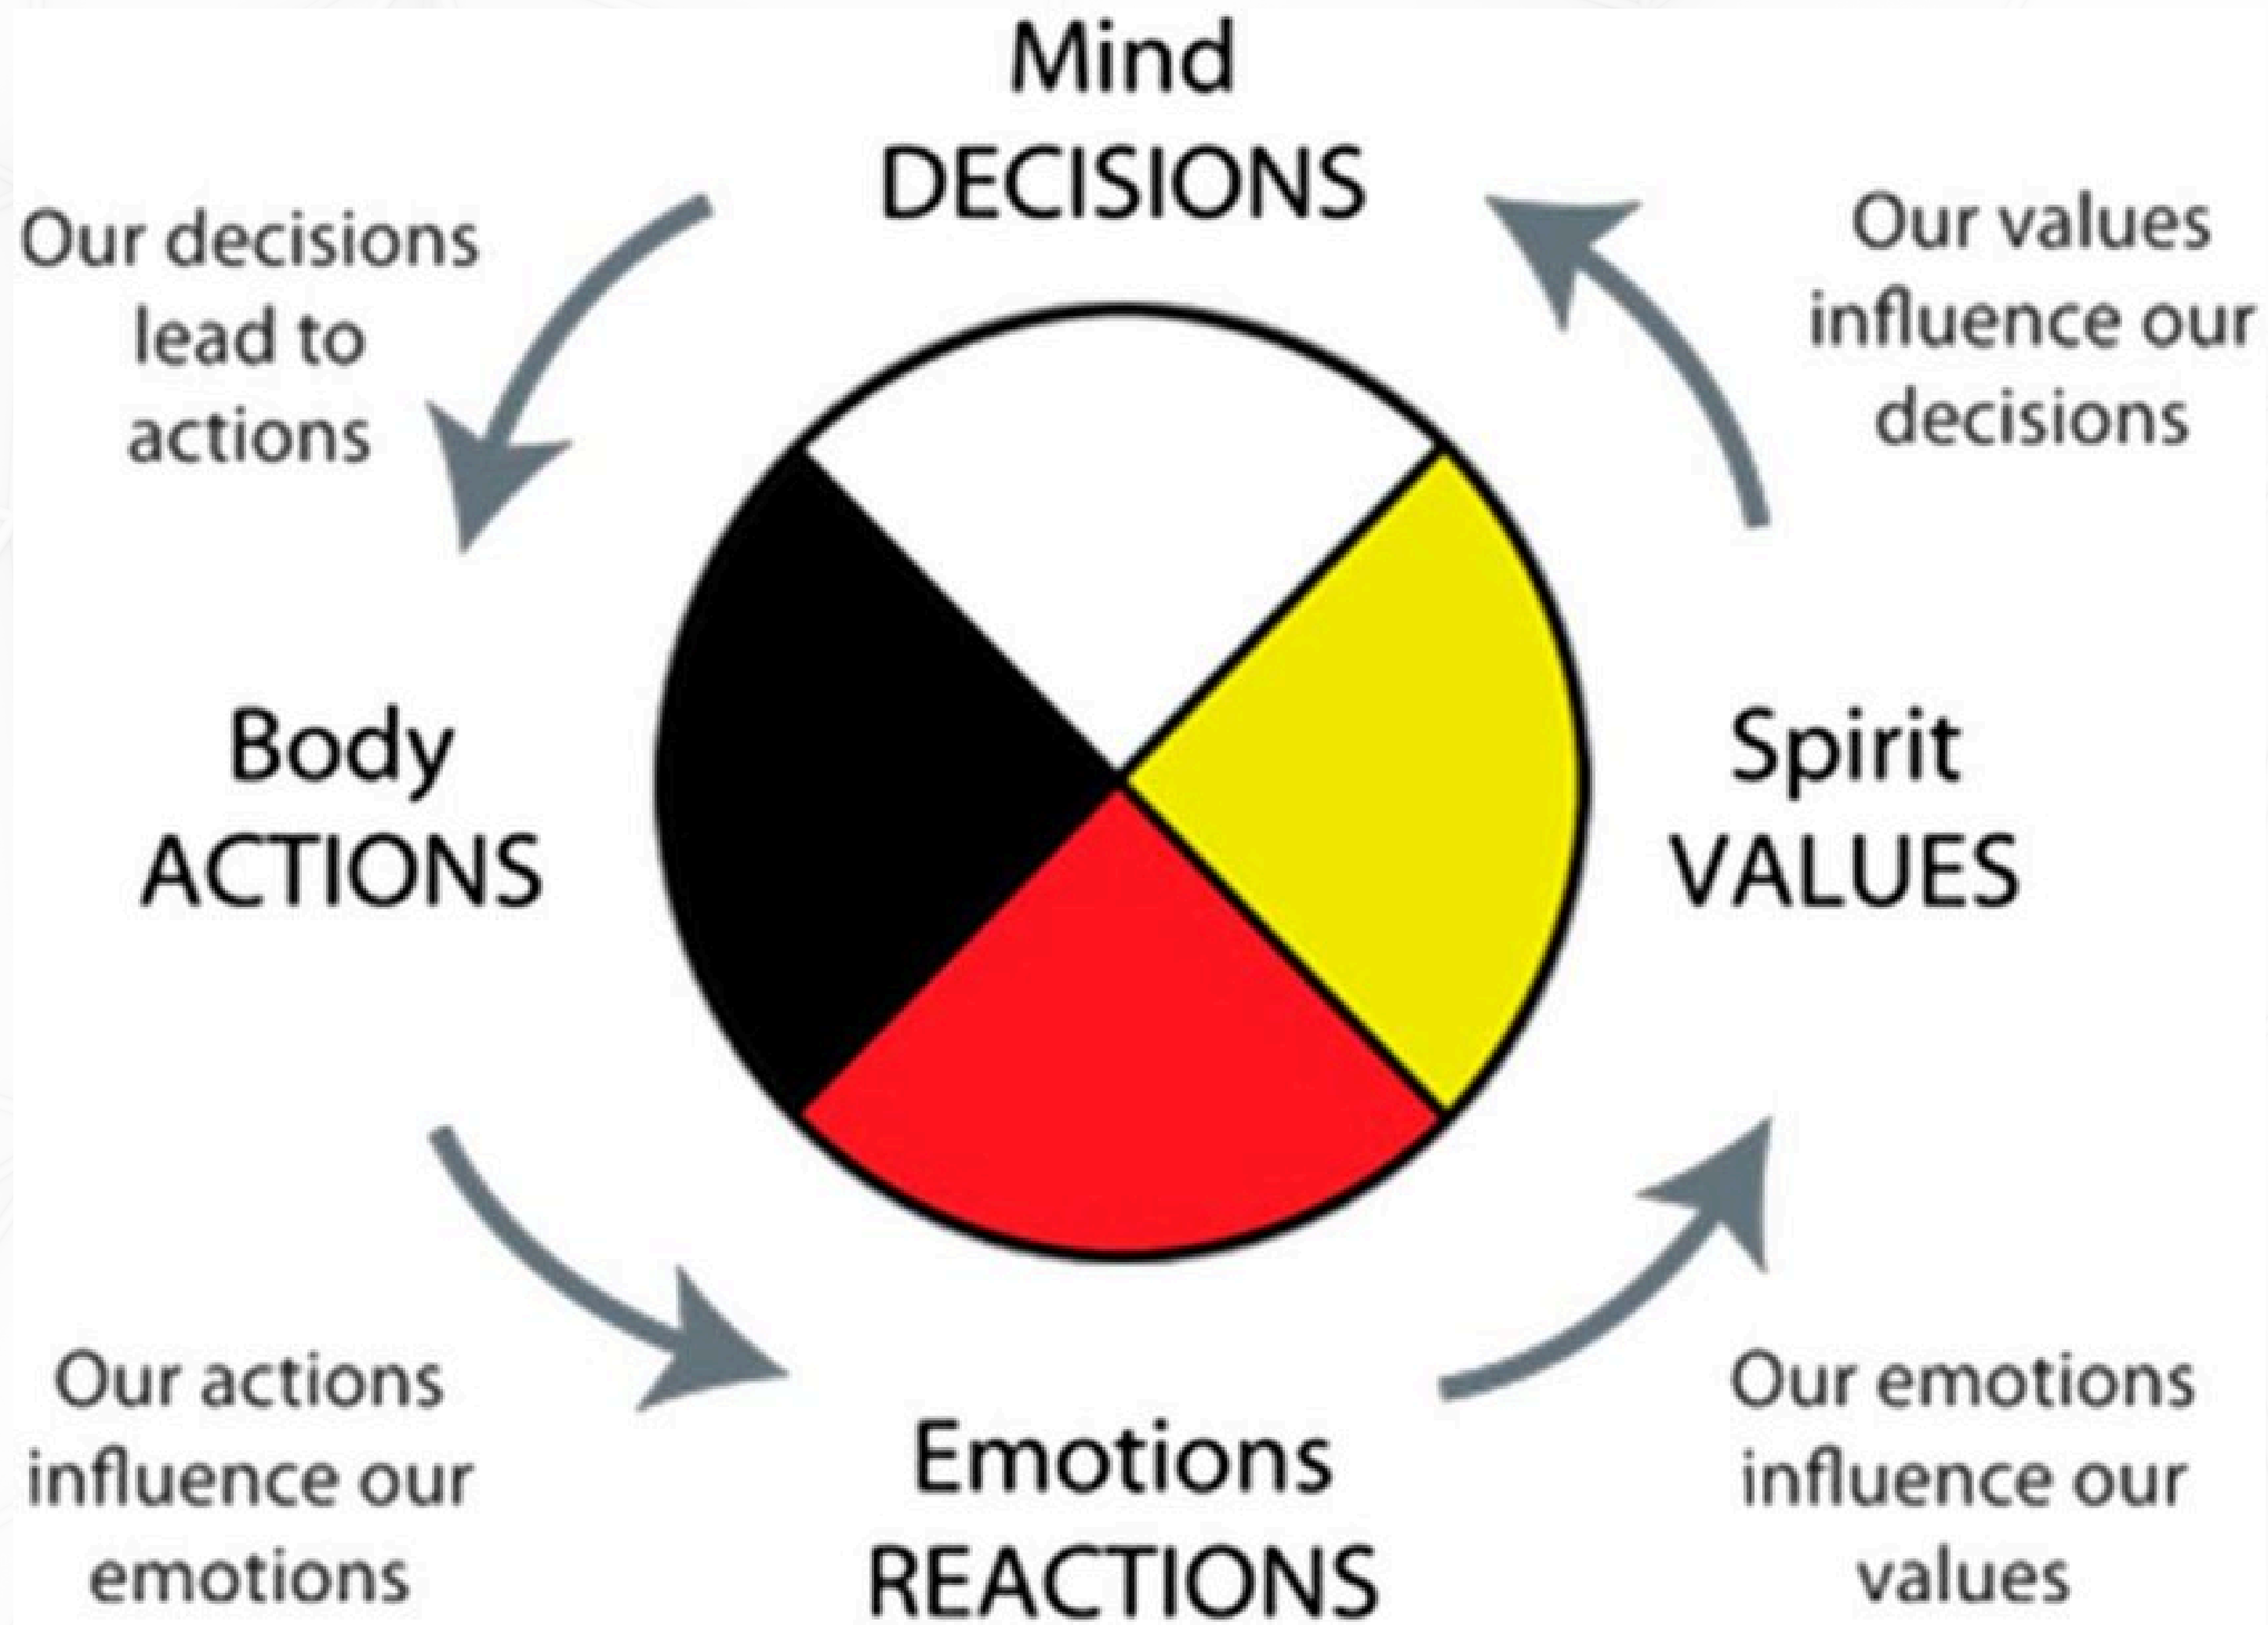 Mind
DECISIONS
Our decisions
lead to
actions
Our values
influence our
decisions
Body
ACTIONS
Spirit
VALUES
Our actions
influence our
emotions
Emotions
REACTIONS
Our emotions
influence our
values